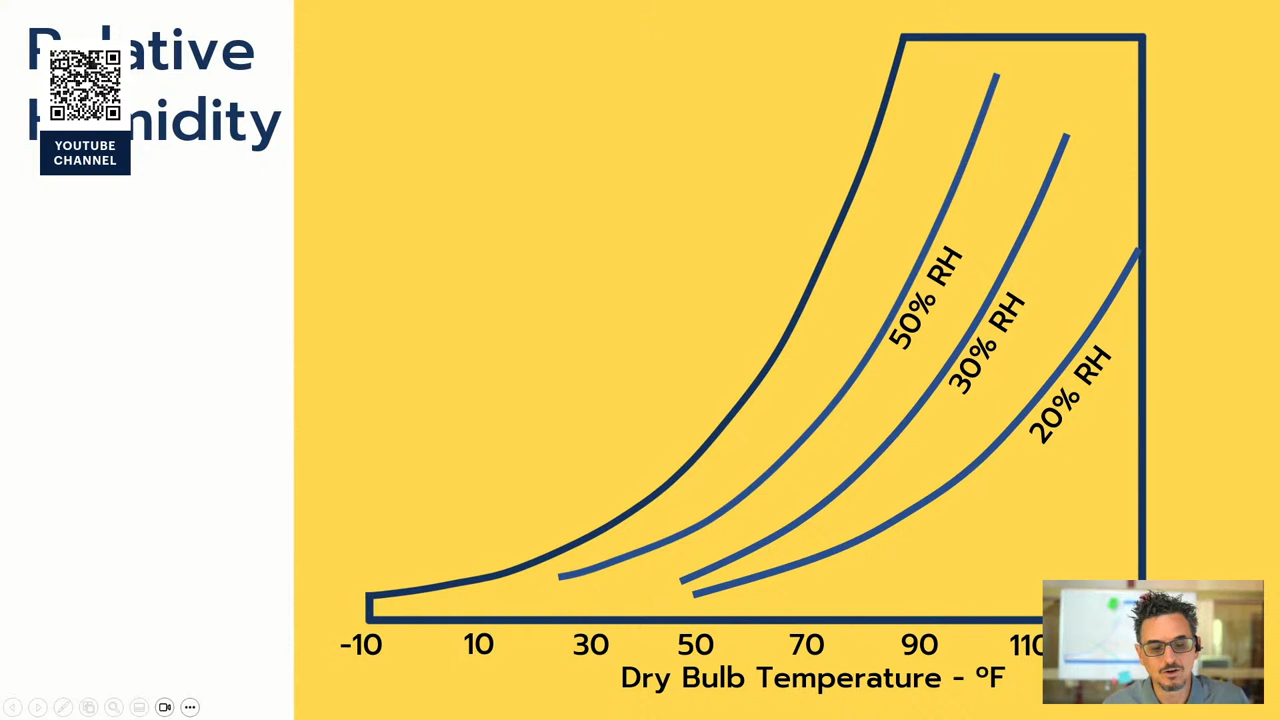 Relative
Humidity
YOUTUBE
CHANNEL
50% RH
30% RH
20% RH
-10 10 30 50 70 90 110
Dry Bulb Temperature - ºF